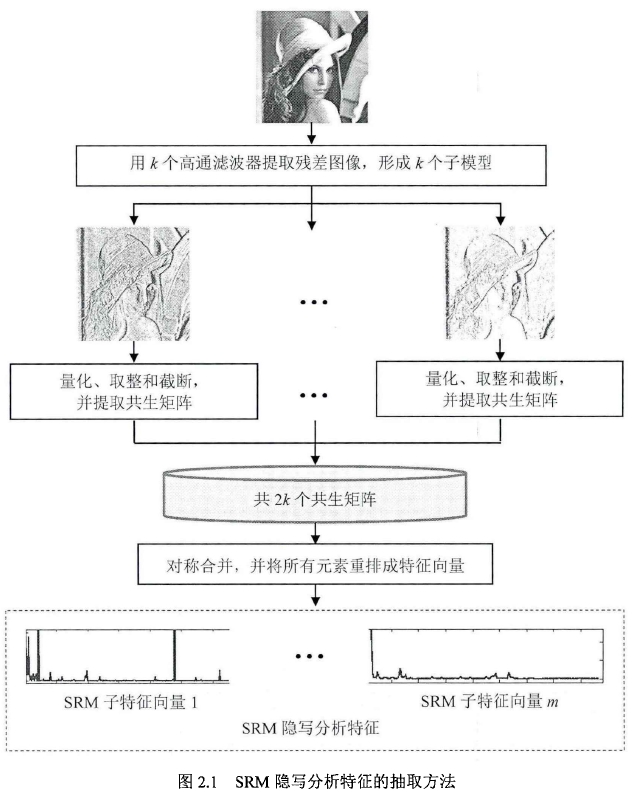 用 k 个高通滤波器提取残差图像，形成 k 个子模型
量化、取整和截断，
并提取共生矩阵
量化、取整和截断，
并提取共生矩阵
共 2k 个共生矩阵
对称合并，并将所有元素重排成特征向量
SRM 子特征向量 1
SRM 子特征向量 m
SRM 隐写分析特征
图 2.1 SRM 隐写分析特征的抽取方法